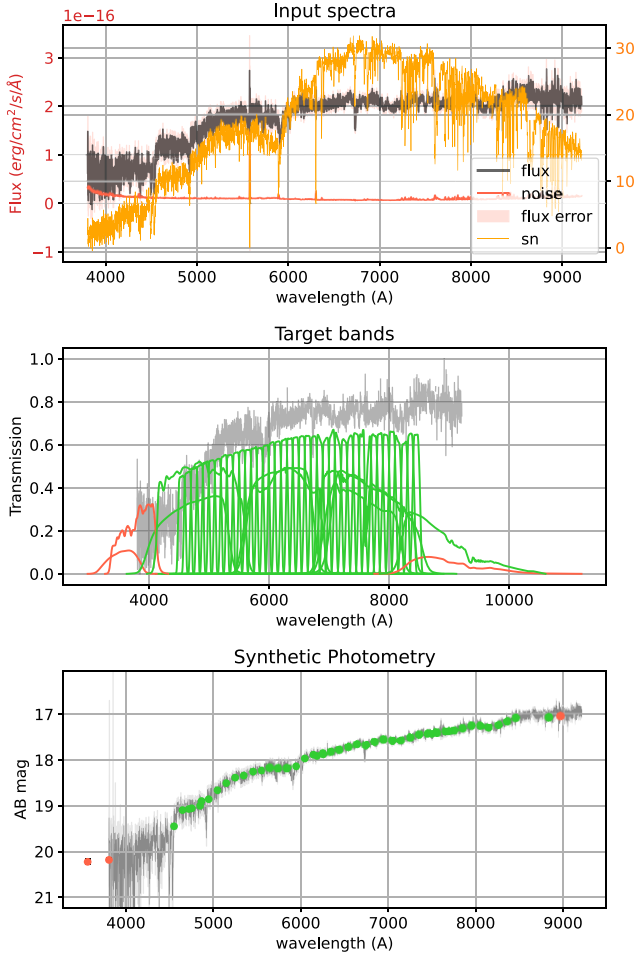 Input spectra
1e−16
Flux (erg/cm²/s/Å)
3
2
1
0
−1
30
20
10
0
flux
noise
flux error
sn
4000 5000 6000 7000 8000 9000
wavelength (A)
Target bands
Transmission
1.0
0.8
0.6
0.4
0.2
0.0
4000 6000 8000 10000
wavelength (A)
Synthetic Photometry
AB mag
17
18
19
20
21
4000 5000 6000 7000 8000 9000
wavelength (A)